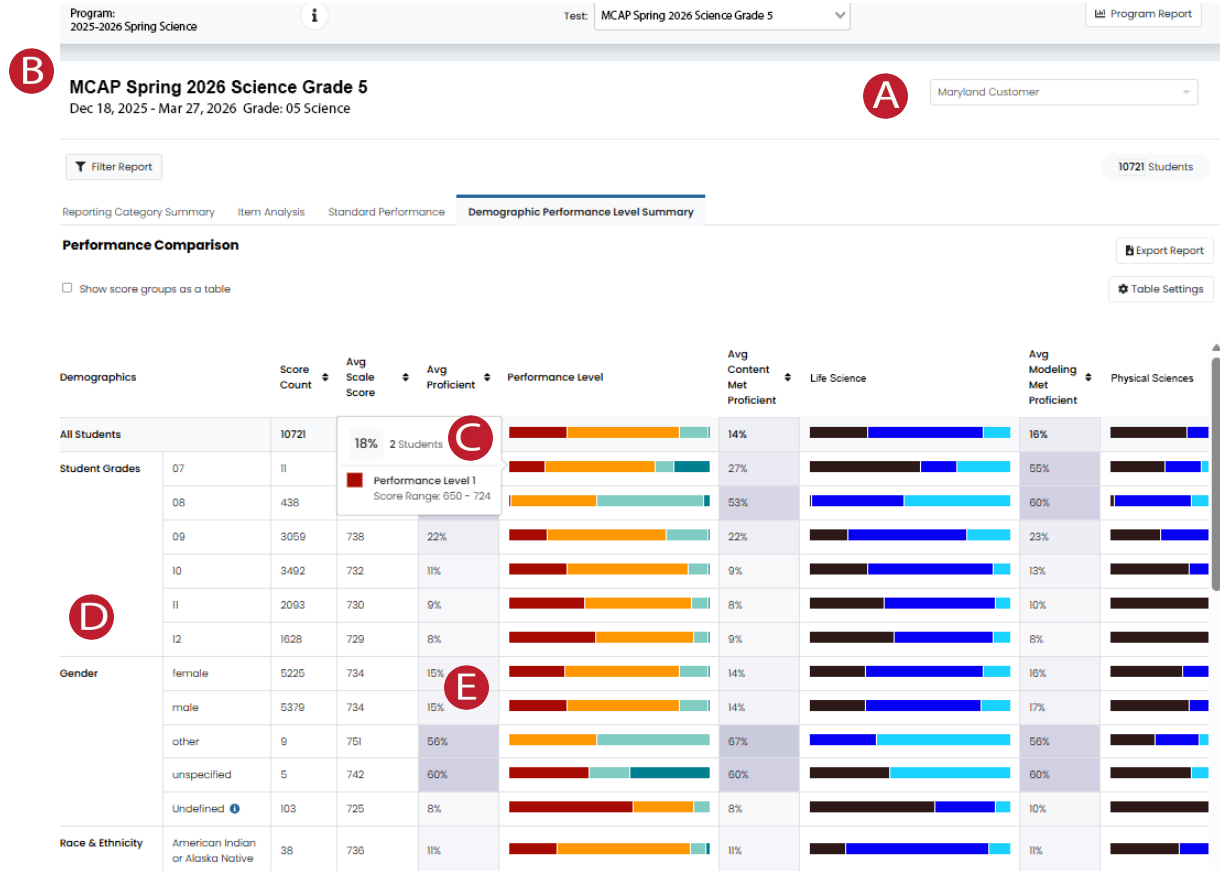 Program:
2025-2026 Spring Science
i
Test:
MCAP Spring 2026 Science Grade 5
Program Report
B
MCAP Spring 2026 Science Grade 5
Dec 18, 2025 - Mar 27, 2026 Grade: 05 Science
A
Maryland Customer
Filter Report
10721 Students
Reporting Category Summary Item Analysis Standard Performance Demographic Performance Level Summary
Performance Comparison
Export Report
Show score groups as a table
Table Settings
Demographics
Score Count
Avg Scale Score
Avg Proficient
Performance Level
Avg Content Met Proficient
Life Science
Avg Modeling Met Proficient
Physical Sciences
All Students 10721 14% 16%
18% 2 Students
C
Performance Level 1
Score Range: 650 - 724
Student Grades 07 11 27% 55%
08 438 53% 60%
09 3059 738 22% 22% 23%
10 3492 732 11% 9% 13%
11 2093 730 9% 8% 10%
D
12 1628 729 8% 9% 8%
Gender female 5225 734 15% 14% 16%
E
male 5379 734 15% 14% 17%
other 9 751 56% 67% 56%
unspecified 5 742 60% 60% 60%
Undefined i 103 725 8% 8% 10%
Race & Ethnicity American Indian or Alaska Native 38 736 11% 11% 11%